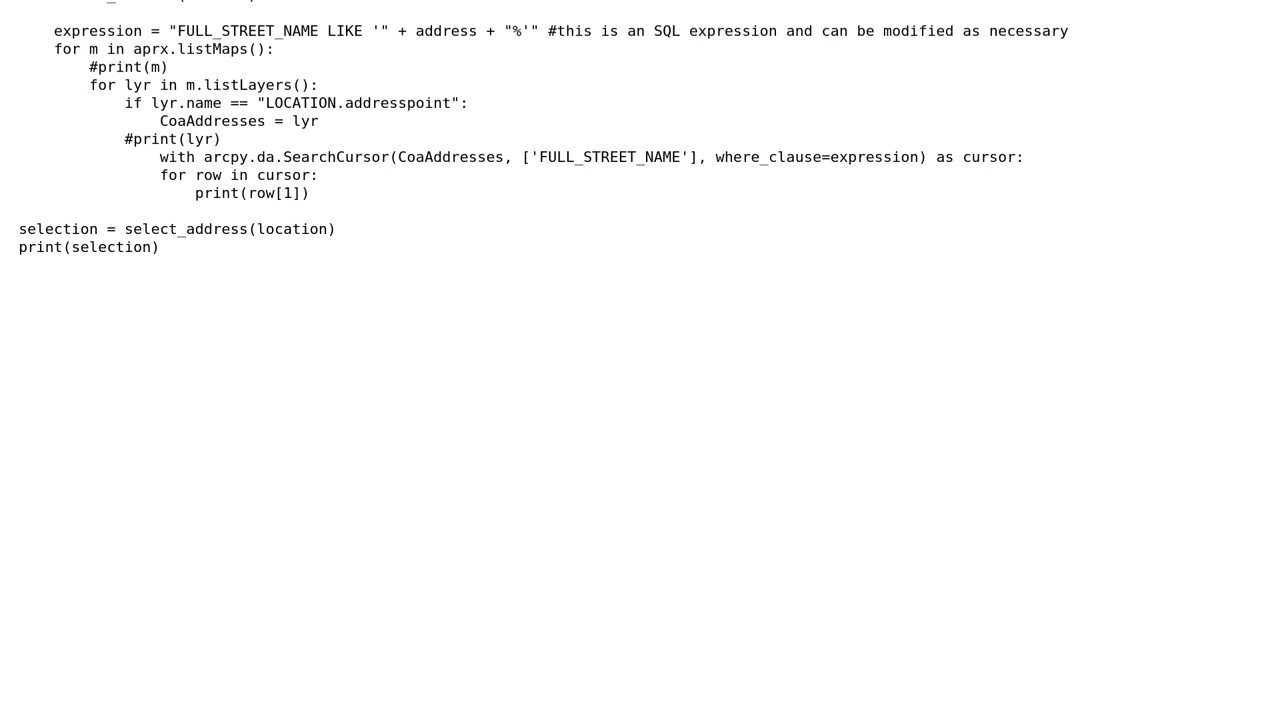 expression = "FULL_STREET_NAME LIKE '" + address + "%'" #this is an SQL expression and can be modified as necessary
for m in aprx.listMaps():
#print(m)
for lyr in m.listLayers():
if lyr.name == "LOCATION.addresspoint":
CoaAddresses = lyr
#print(lyr)
with arcpy.da.SearchCursor(CoaAddresses, ['FULL_STREET_NAME'], where_clause=expression) as cursor:
for row in cursor:
print(row[1])
selection = select_address(location)
print(selection)